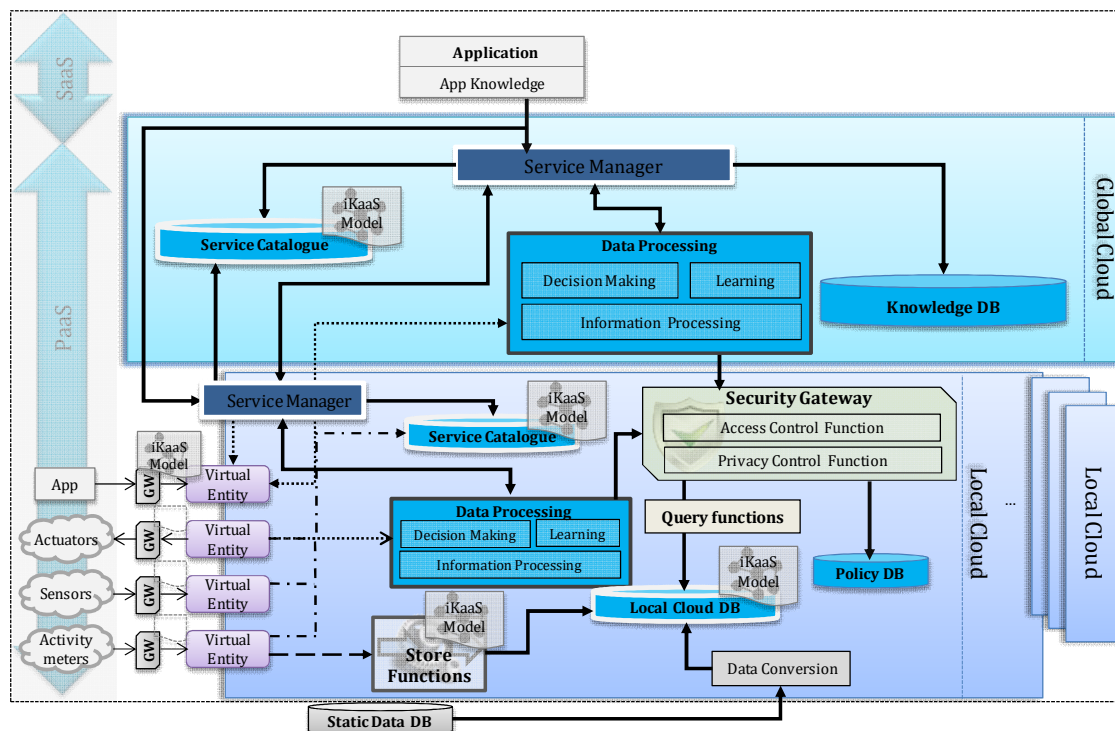 SaaS
PaaS
Application
App Knowledge
Global Cloud
Service Manager
iKaaS
Model
Service Catalogue
Data Processing
Decision Making
Learning
Information Processing
Knowledge DB
Service Manager
iKaaS
Model
Service Catalogue
Security Gateway
Access Control Function
Privacy Control Function
Local Cloud
...
Local Cloud
iKaaS
Model
App
GW
Virtual
Entity
Actuators
GW
Virtual
Entity
Sensors
GW
Virtual
Entity
Activity
meters
GW
Virtual
Entity
Data Processing
Decision Making
Learning
Information Processing
Query functions
Policy DB
iKaaS
Model
Local Cloud DB
iKaaS
Model
Store
Functions
Data Conversion
Static Data DB